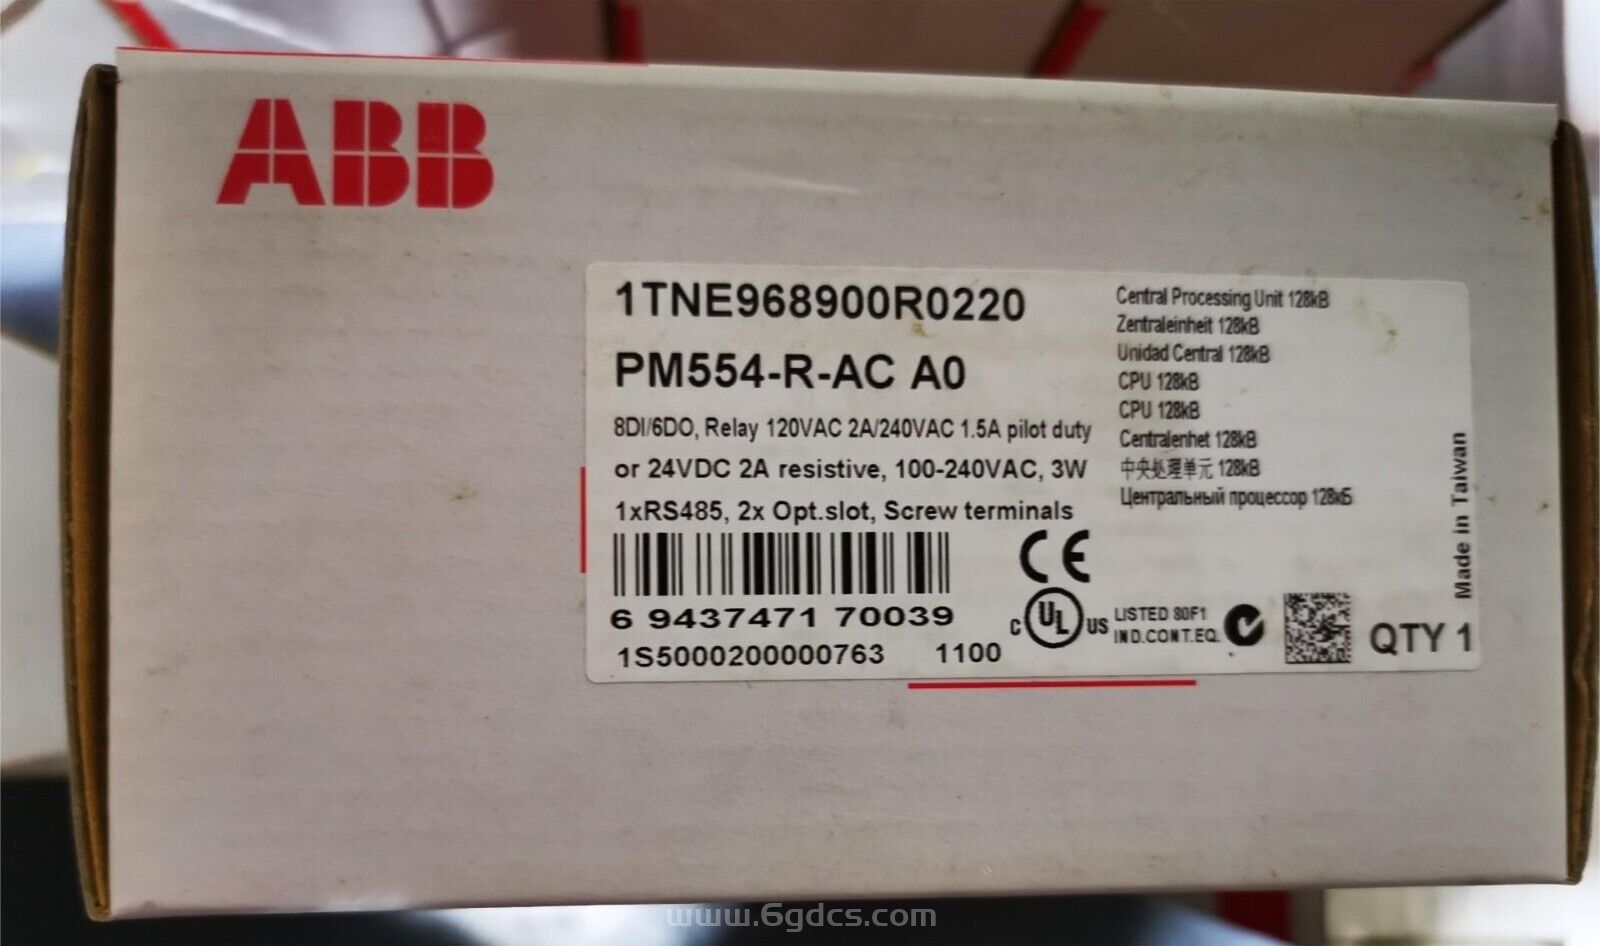 ABB
1TNE968900R0220
PM554-R-AC A0
8DI/6DO, Relay 120VAC 2A/240VAC 1.5A pilot duty
or 24VDC 2A resistive, 100-240VAC, 3W
1xRS485, 2x Opt.slot, Screw terminals
6 9437471 70039
1S5000200000763 1100
Central Processing Unit 128kB
Zentraleinheit 128kB
Unidad Central 128kB
CPU 128kB
CPU 128kB
Centralenhet 128kB
中央处理单元 128kB
Центральный процессор 128кБ
CE
C UL US LISTED 80F1
IND.CONT.EQ.
QTY 1
Made in Taiwan
www.6gdcs.com